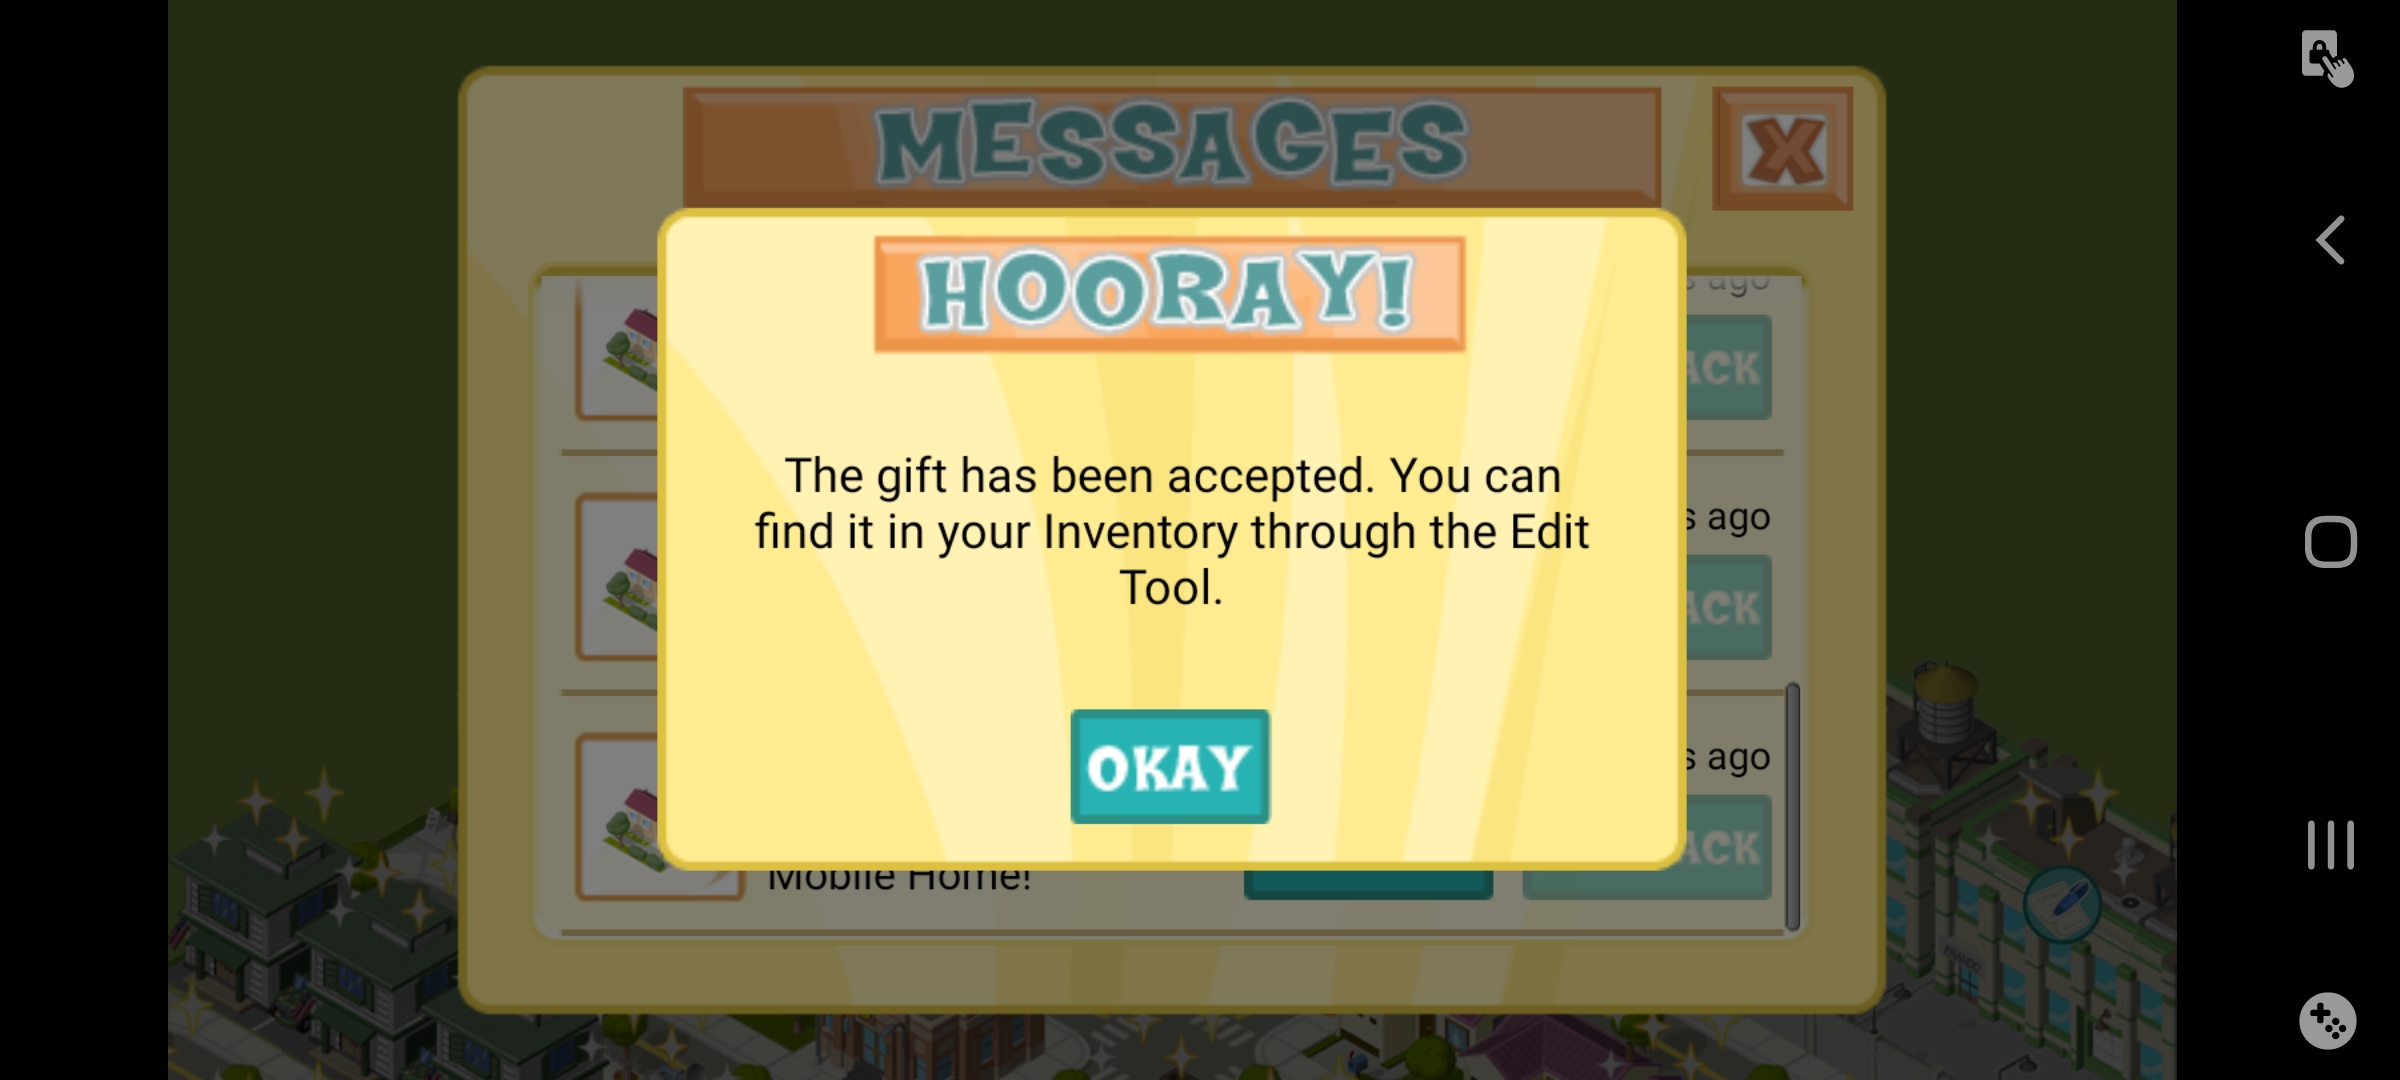 MESSAGES
HOORAY!
s ago
ACK
The gift has been accepted. You can
find it in your Inventory through the Edit
Tool.
s ago
ACK
OKAY
s ago
ACK
Mobile Home!